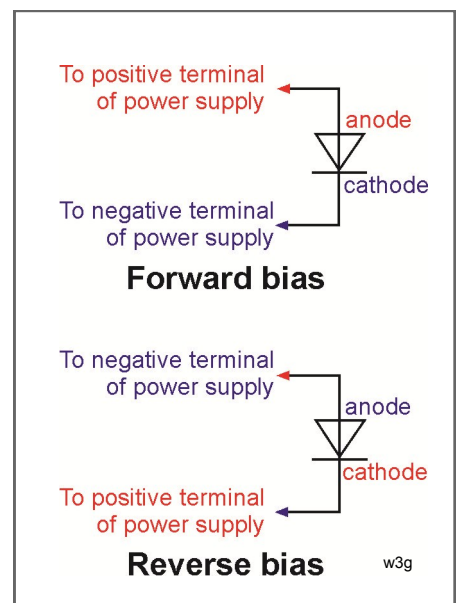 To positive terminal
of power supply
anode
cathode
To negative terminal
of power supply
Forward bias
To negative terminal
of power supply
anode
cathode
To positive terminal
of power supply
Reverse bias
w3g